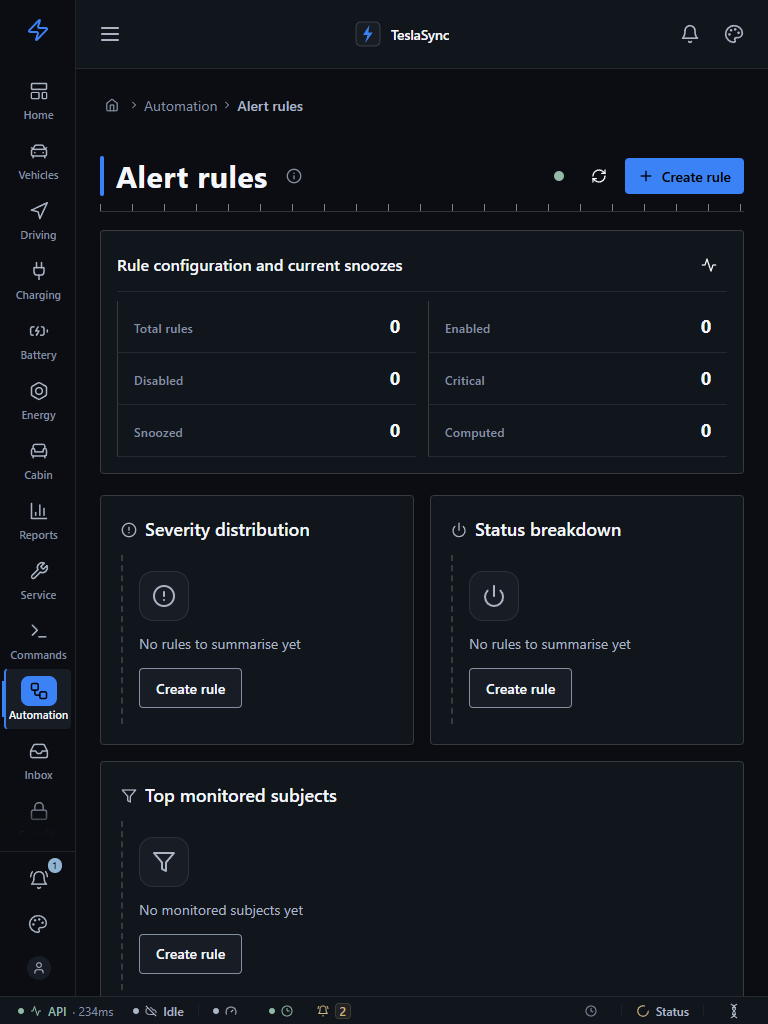 TeslaSync
Home
Vehicles
Driving
Charging
Battery
Energy
Cabin
Reports
Service
Commands
Automation
Inbox
1
Automation
Alert rules
Alert rules
Create rule
Rule configuration and current snoozes
Total rules 0
Enabled 0
Disabled 0
Critical 0
Snoozed 0
Computed 0
Severity distribution
No rules to summarise yet
Create rule
Status breakdown
No rules to summarise yet
Create rule
Top monitored subjects
No monitored subjects yet
Create rule
API · 234ms
Idle
2
Status